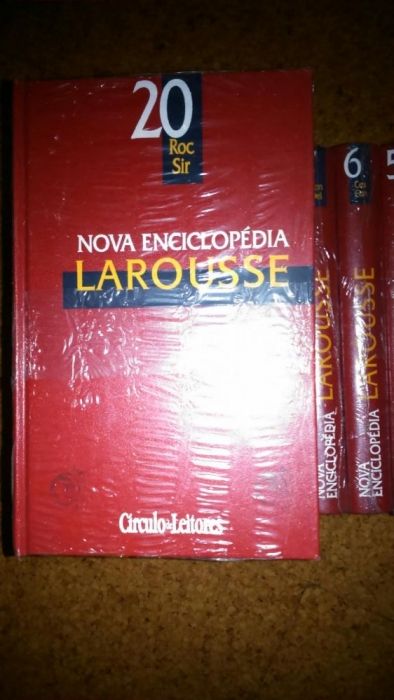 20
Roc
Sir
NOVA ENCICLOPÉDIA
LAROUSSE
Círculo de Leitores
LAROUSSE
NOVA
ENCICLOPÉDIA
6
LAROUSSE
NOVA
ENCICLOPÉDIA
5